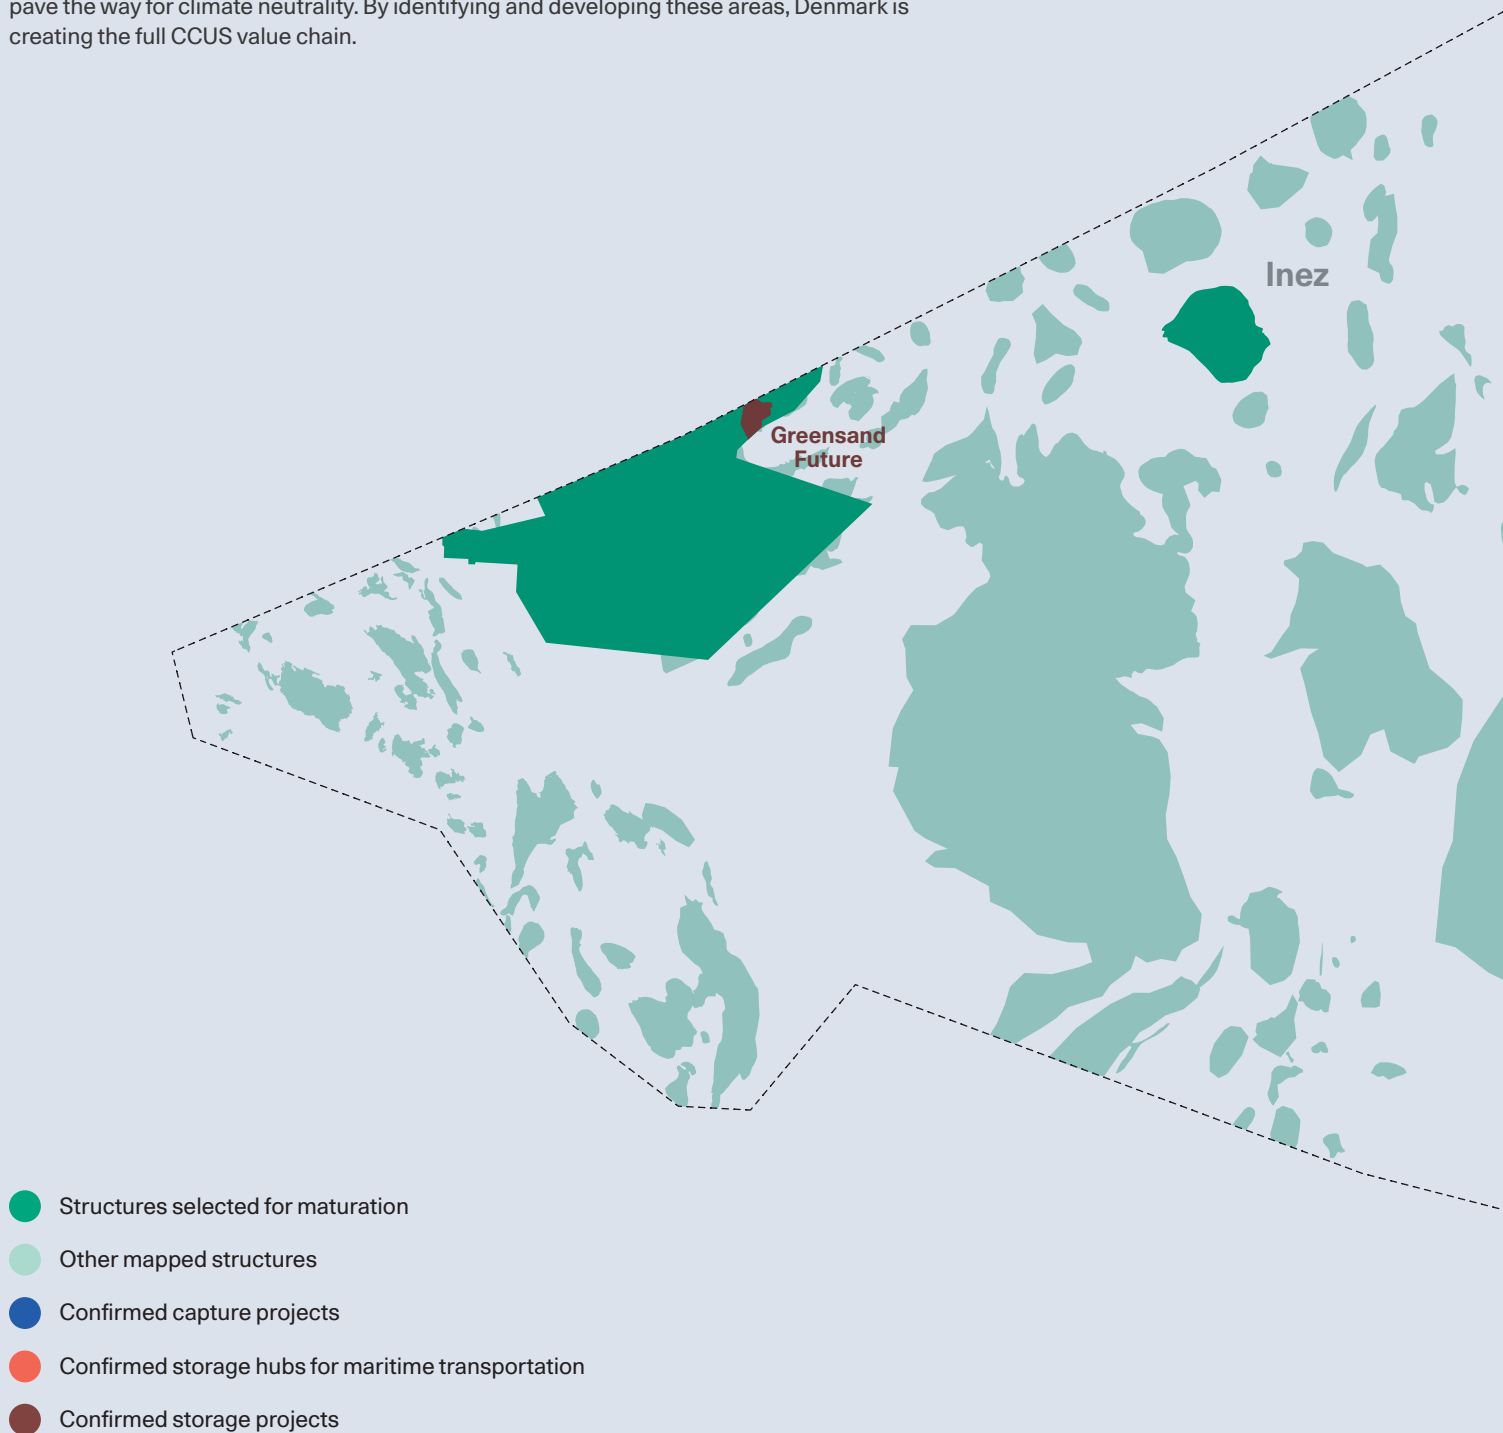 pave the way for climate neutrality. By identifying and developing these areas, Denmark is
creating the full CCUS value chain.
Inez
Greensand
Future
Structures selected for maturation
Other mapped structures
Confirmed capture projects
Confirmed storage hubs for maritime transportation
Confirmed storage projects